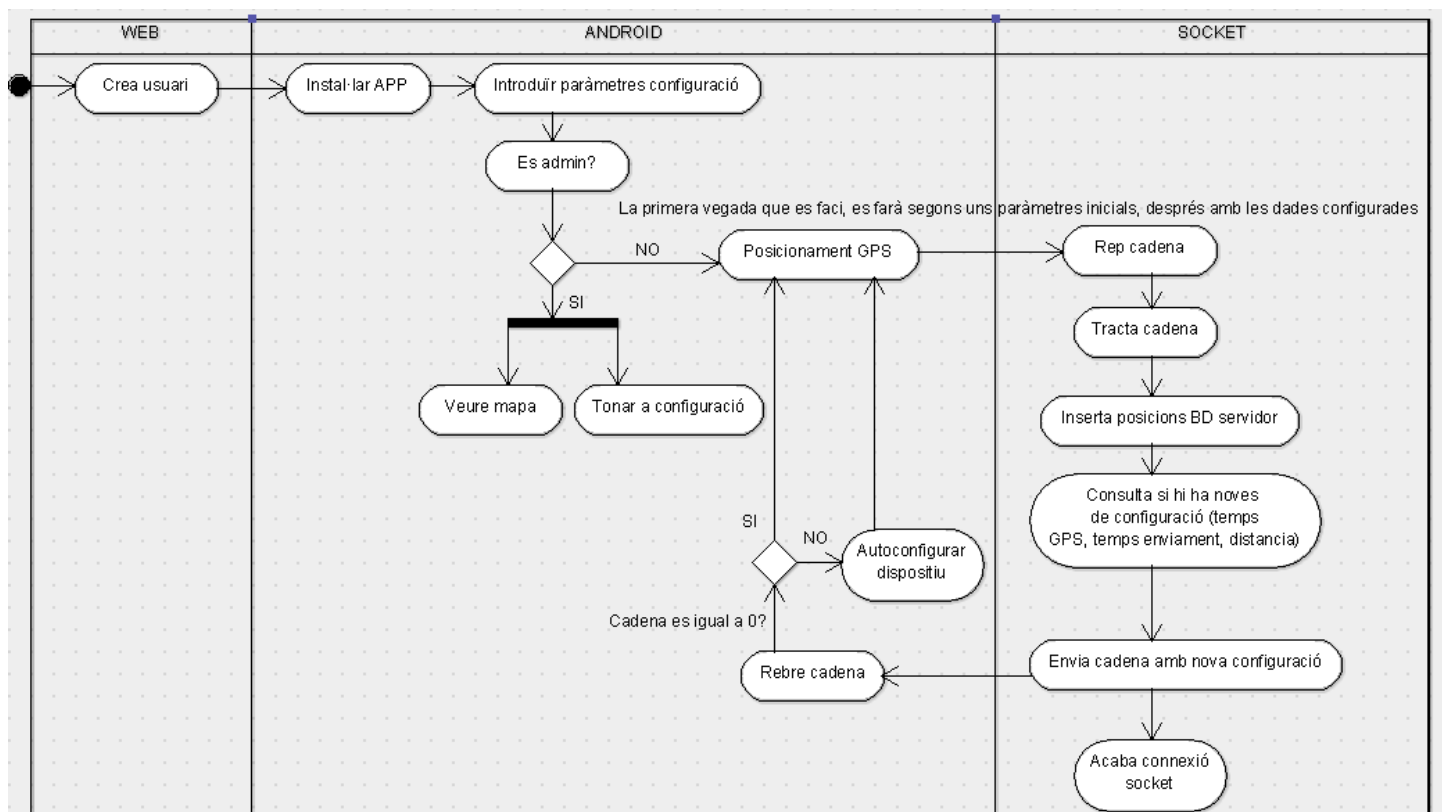 WEB
ANDROID
SOCKET
Crea usuari
Instal·lar APP
Introduïr paràmetres configuració
Es admin?
La primera vegada que es faci, es farà segons uns paràmetres inicials, després amb les dades configurades
NO
Posicionament GPS
Rep cadena
SI
Tracta cadena
Veure mapa
Tonar a configuració
Inserta posicions BD servidor
Consulta si hi ha noves
de configuració (temps
GPS, temps enviament, distancia)
SI
NO
Autoconfigurar
dispositiu
Cadena es igual a 0?
Rebre cadena
Envia cadena amb nova configuració
Acaba connexió
socket